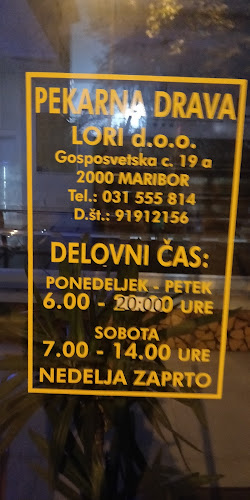 PEKARNA DRAVA
LORI d.o.o.
Gosposvetska c. 19 a
2000 MARIBOR
Tel.: 031 555 814
D.št.: 91912156
DELOVNI ČAS:
PONEDELJEK - PETEK
6.00 - 20.00 URE
SOBOTA
7.00 - 14.00 URE
NEDELJA ZAPRTO